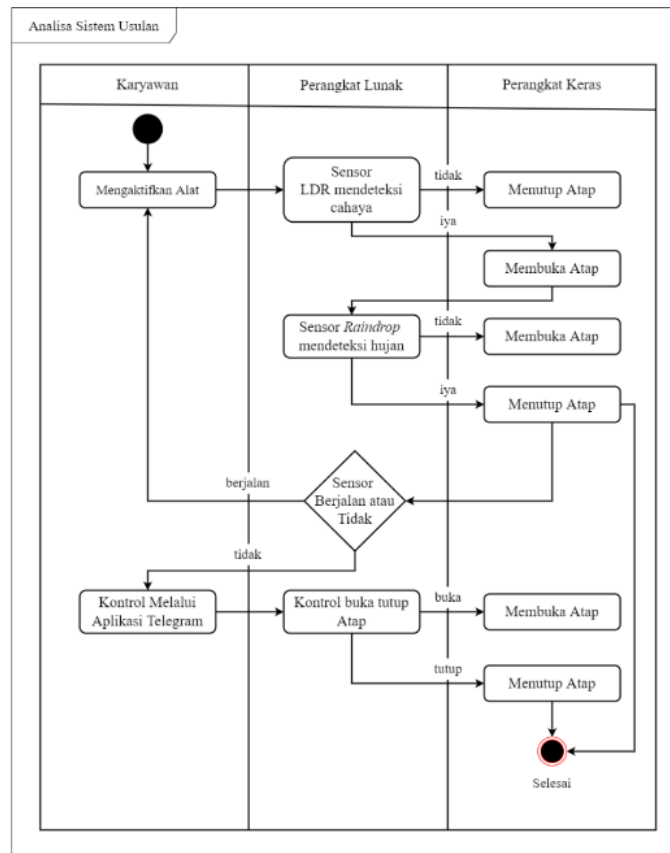 Analisa Sistem Usulan
Karyawan
Perangkat Lunak
Perangkat Keras
Mengaktifkan Alat
Sensor
LDR mendeteksi
cahaya
tidak
Menutup Atap
iya
Membuka Atap
Sensor Raindrop
mendeteksi hujan
tidak
Membuka Atap
iya
Menutup Atap
berjalan
Sensor
Berjalan atau
Tidak
tidak
Kontrol Melalui
Aplikasi Telegram
Kontrol buka tutup
Atap
buka
Membuka Atap
tutup
Menutup Atap
Selesai